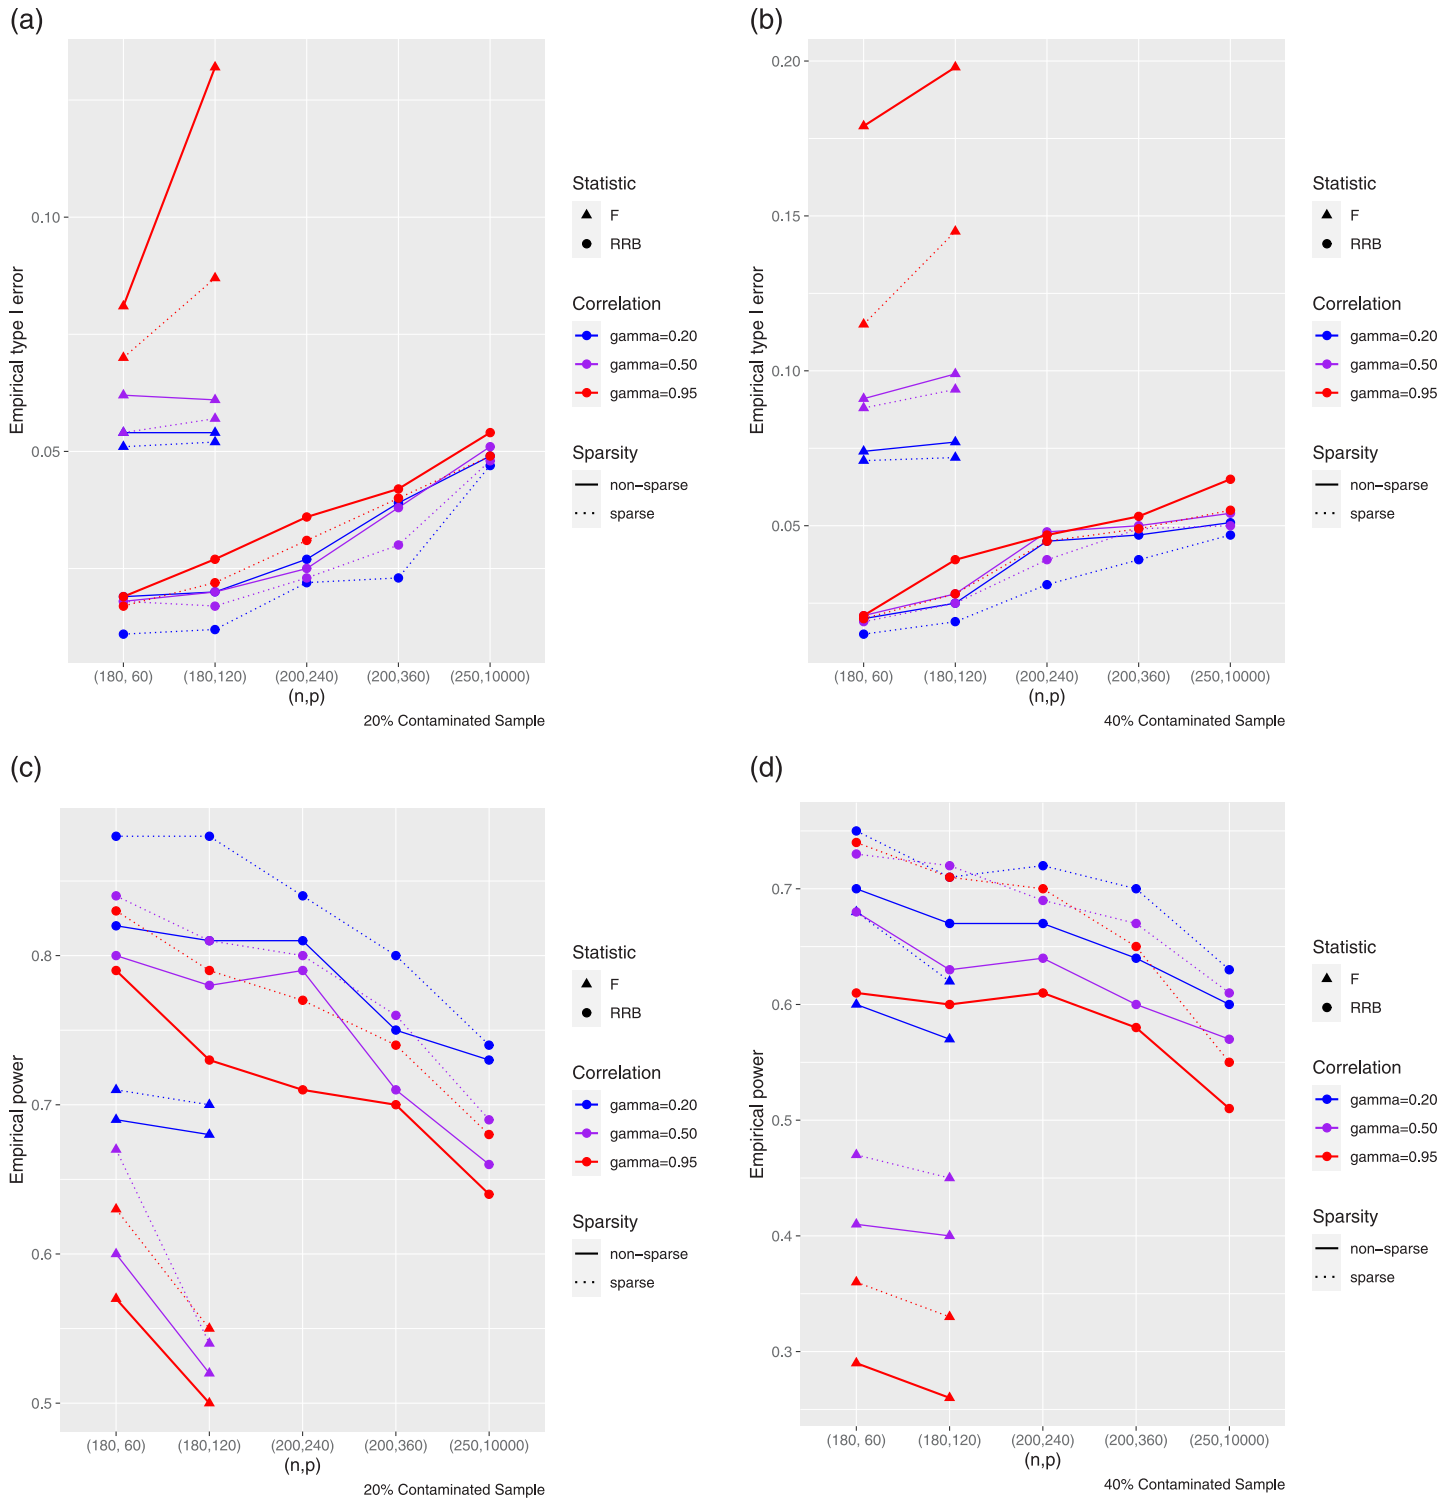 (a)
0.10
0.05
Empirical type I error
(180, 60)
(180,120)
(200,240)
(200,360)
(250,10000)
(n,p)
20% Contaminated Sample
Statistic
F
RRB
Correlation
gamma=0.20
gamma=0.50
gamma=0.95
Sparsity
non−sparse
sparse
(b)
0.20
0.15
0.10
0.05
Empirical type I error
(180, 60)
(180,120)
(200,240)
(200,360)
(250,10000)
(n,p)
40% Contaminated Sample
Statistic
F
RRB
Correlation
gamma=0.20
gamma=0.50
gamma=0.95
Sparsity
non−sparse
sparse
(c)
0.8
0.7
0.6
0.5
Empirical power
(180, 60)
(180,120)
(200,240)
(200,360)
(250,10000)
(n,p)
20% Contaminated Sample
Statistic
F
RRB
Correlation
gamma=0.20
gamma=0.50
gamma=0.95
Sparsity
non−sparse
sparse
(d)
0.7
0.6
0.5
0.4
0.3
Empirical power
(180, 60)
(180,120)
(200,240)
(200,360)
(250,10000)
(n,p)
40% Contaminated Sample
Statistic
F
RRB
Correlation
gamma=0.20
gamma=0.50
gamma=0.95
Sparsity
non−sparse
sparse